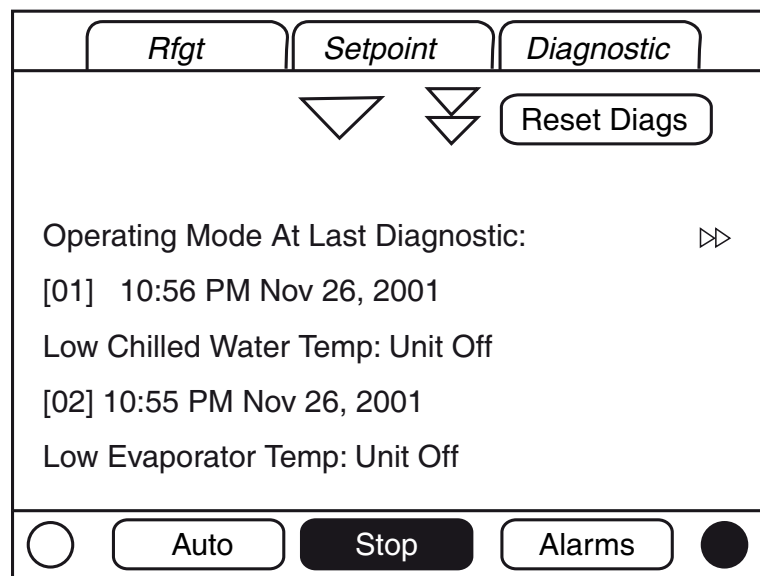 Rfgt Setpoint Diagnostic
Reset Diags
Operating Mode At Last Diagnostic:
[01] 10:56 PM Nov 26, 2001
Low Chilled Water Temp: Unit Off
[02] 10:55 PM Nov 26, 2001
Low Evaporator Temp: Unit Off
Auto Stop Alarms